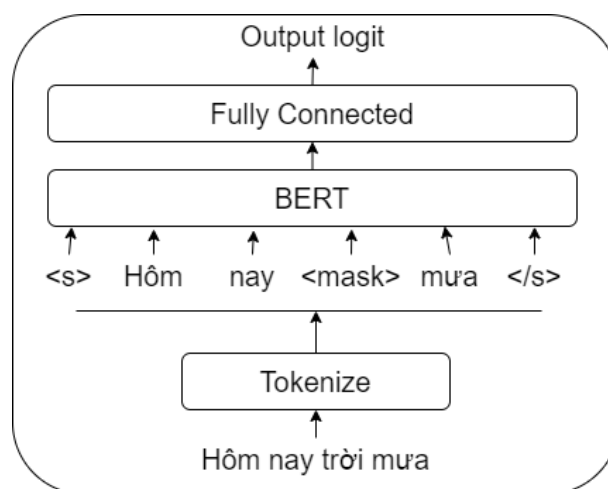 Output logit
Fully Connected
BERT
<s> Hôm nay <mask> mưa </s>
Tokenize
Hôm nay trời mưa